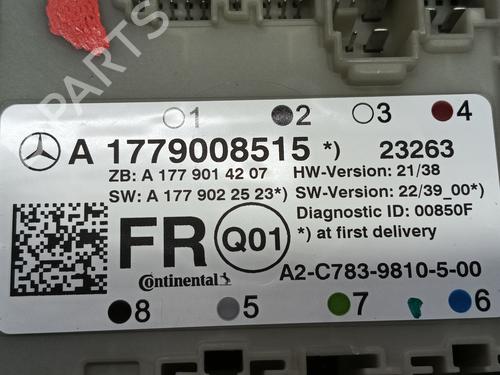 PARTS
1 2 3 4
A 1779008515 *) 23263
ZB: A 177 901 42 07 HW-Version: 21/38
SW: A 177 902 25 23*) SW-Version: 22/39_00*)
Diagnostic ID: 00850F
FR Q01 *) at first delivery
Continental A2-C783-9810-5-00
8 5 7 6